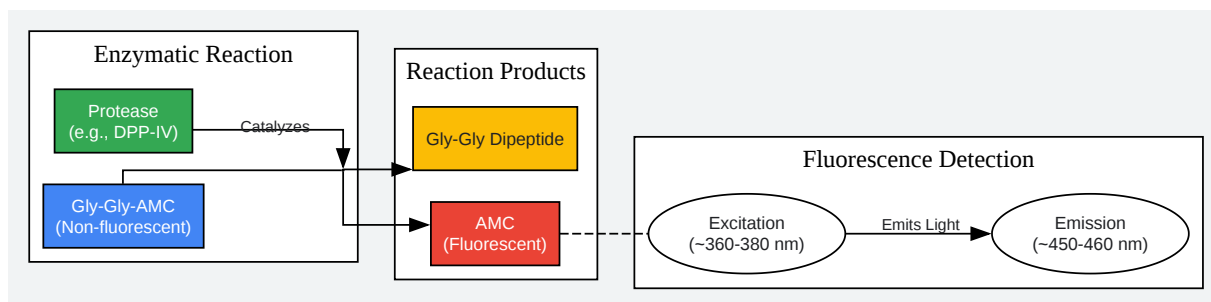 Enzymatic Reaction
Protease
(e.g., DPP-IV)
Catalyzes
Gly-Gly-AMC
(Non-fluorescent)
Reaction Products
Gly-Gly Dipeptide
AMC
(Fluorescent)
Fluorescence Detection
Excitation
(~360-380 nm)
Emits Light
Emission
(~450-460 nm)